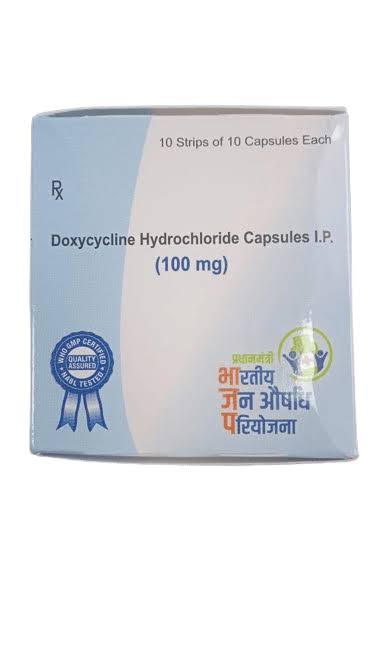 10 Strips of 10 Capsules Each
Rx
Doxycycline Hydrochloride Capsules I.P.
(100 mg)
WHO GMP CERTIFIED
QUALITY
ASSURED
NABL TESTED
प्रधानमंत्री
भारतीय
जन औषधि
परियोजना